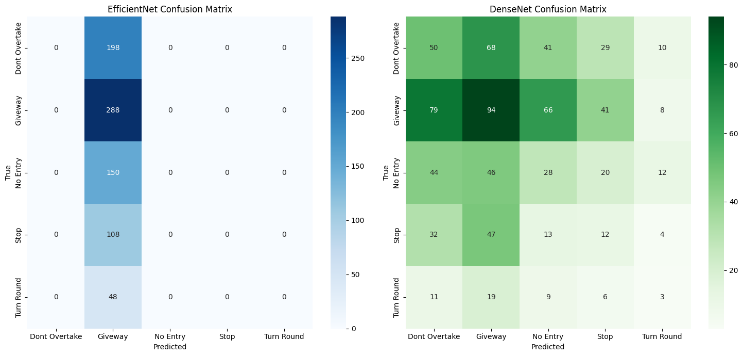 EfficientNet Confusion Matrix
Dont Overtake 0 198 0 0 0
Giveway 0 288 0 0 0
No Entry 0 150 0 0 0
Stop 0 108 0 0 0
Turn Round 0 48 0 0 0
True
Dont Overtake Giveway No Entry Stop Turn Round
Predicted
250
200
150
100
50
0
DenseNet Confusion Matrix
Dont Overtake 50 68 41 29 10
Giveway 79 94 66 41 8
No Entry 44 46 28 20 12
Stop 32 47 13 12 4
Turn Round 11 19 9 6 3
True
Dont Overtake Giveway No Entry Stop Turn Round
Predicted
80
60
40
20